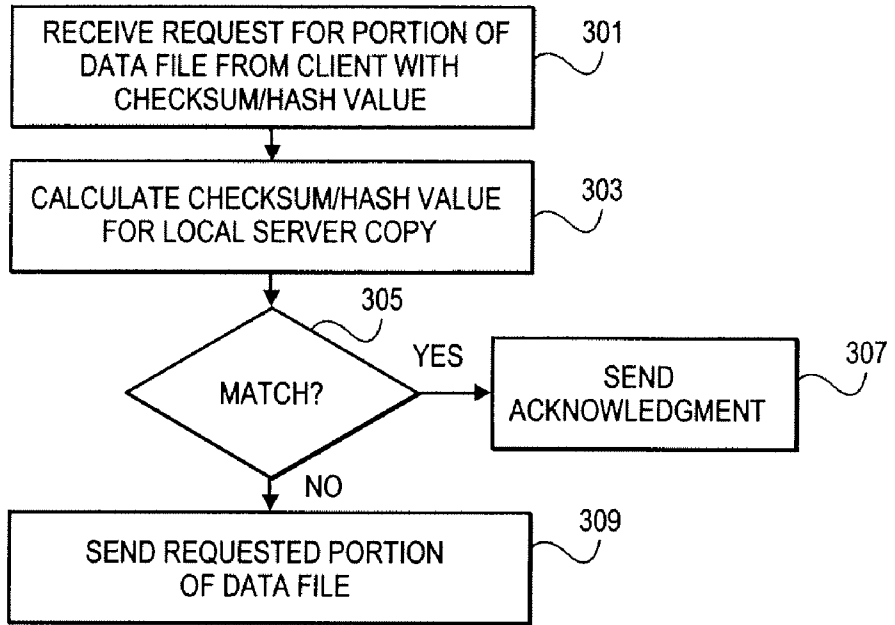 RECEIVE REQUEST FOR PORTION OF
DATA FILE FROM CLIENT WITH
CHECKSUM/HASH VALUE
301
CALCULATE CHECKSUM/HASH VALUE
FOR LOCAL SERVER COPY
303
305
MATCH?
YES
SEND
ACKNOWLEDGMENT
307
NO
SEND REQUESTED PORTION
OF DATA FILE
309